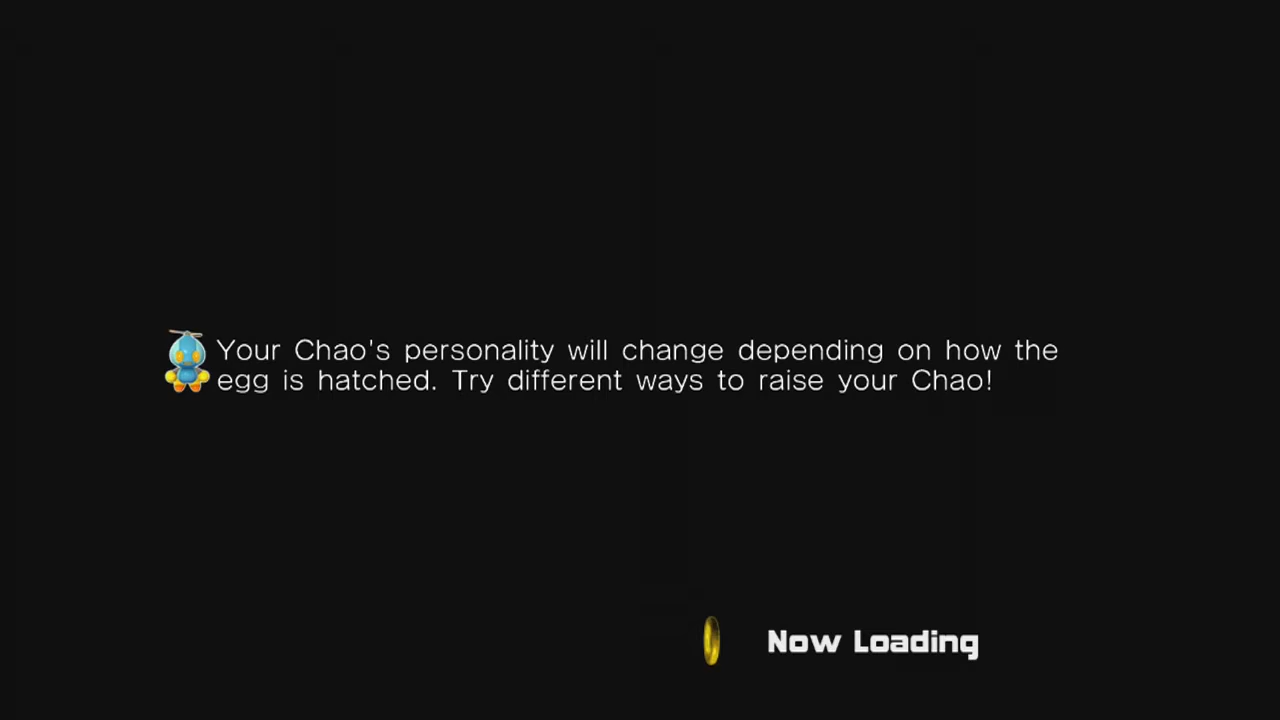 Your Chao's personality will change depending on how the
egg is hatched. Try different ways to raise your Chao!
Now Loading